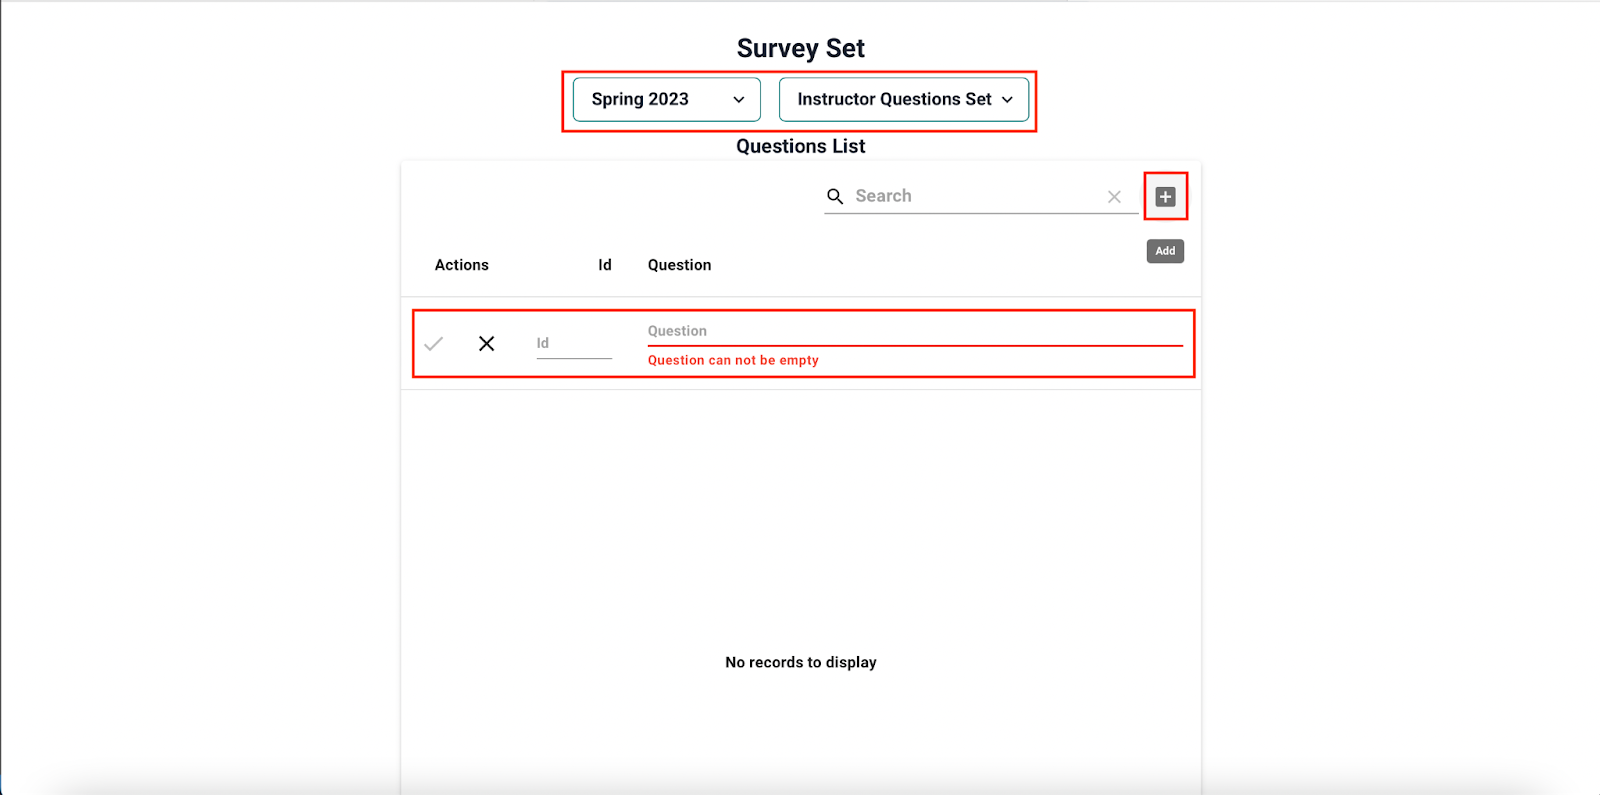 Survey Set
Spring 2023
Instructor Questions Set
Questions List
Search
Add
Actions Id Question
Id
Question
Question can not be empty
No records to display